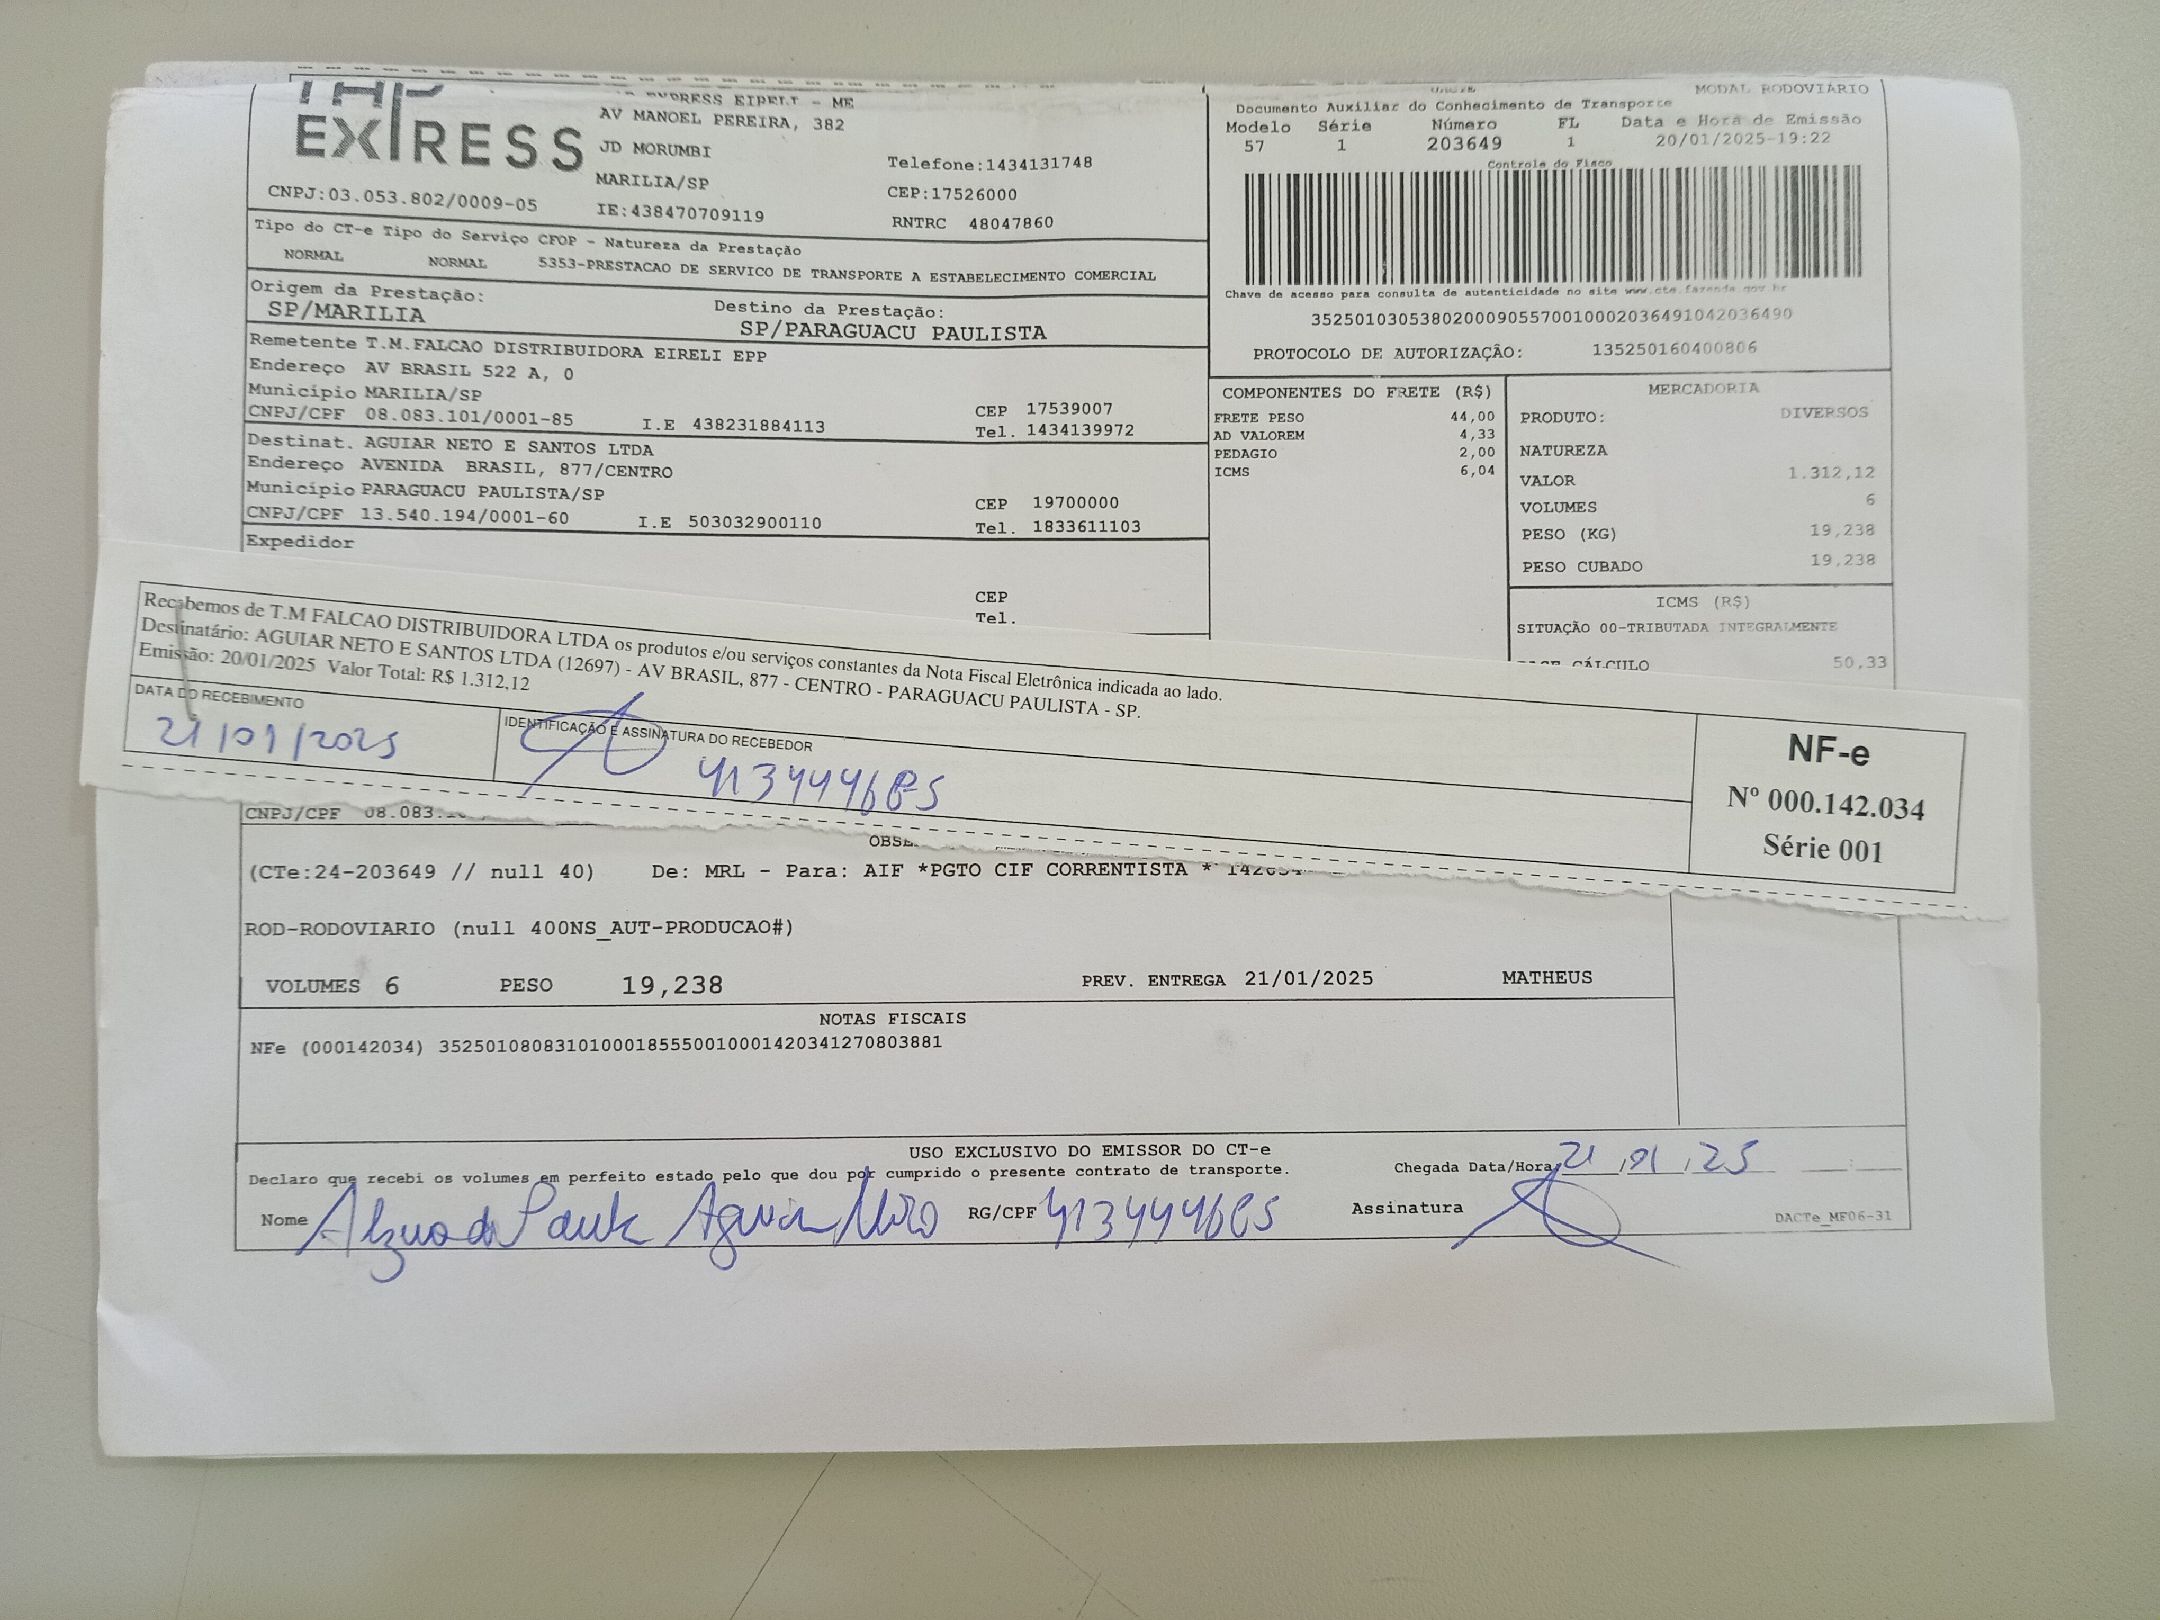 EXPRESS
EXPRESS EIRELI - ME
AV MANOEL PEREIRA, 382
JD MORUMBI
MARILIA/SP
CNPJ:03.053.802/0009-05
IE:438470709119
Telefone:1434131748
CEP:17526000
RNTRC 48047860
MODAL RODOVIÁRIO
Documento Auxiliar do Conhecimento de Transporte
Modelo Série Número FL Data e Hora de Emissão
57 1 203649 1 20/01/2025-19:22
Controle do Fisco
Chave de acesso para consulta de autenticidade no site www.cte.fazenda.gov.br
35250103053802000905570010002036491042036490
PROTOCOLO DE AUTORIZAÇÃO: 135250160400806
Tipo do CT-e Tipo do Serviço CFOP - Natureza da Prestação
NORMAL NORMAL 5353-PRESTACAO DE SERVICO DE TRANSPORTE A ESTABELECIMENTO COMERCIAL
Origem da Prestação: Destino da Prestação:
SP/MARILIA SP/PARAGUACU PAULISTA
Remetente T.M.FALCAO DISTRIBUIDORA EIRELI EPP
Endereço AV BRASIL 522 A, 0
Município MARILIA/SP CEP 17539007
CNPJ/CPF 08.083.101/0001-85 I.E 438231884113 Tel. 1434139972
Destinat. AGUIAR NETO E SANTOS LTDA
Endereço AVENIDA BRASIL, 877/CENTRO
Município PARAGUACU PAULISTA/SP CEP 19700000
CNPJ/CPF 13.540.194/0001-60 I.E 503032900110 Tel. 1833611103
Expedidor
CEP
Tel.
COMPONENTES DO FRETE (R$)
FRETE PESO 44,00
AD VALOREM 4,33
PEDAGIO 2,00
ICMS 6,04
MERCADORIA
PRODUTO: DIVERSOS
NATUREZA
VALOR 1.312,12
VOLUMES 6
PESO (KG) 19,238
PESO CUBADO 19,238
ICMS (R$)
SITUAÇÃO 00-TRIBUTADA INTEGRALMENTE
BASE CÁLCULO 50,33
Recebemos de T.M FALCAO DISTRIBUIDORA LTDA os produtos e/ou serviços constantes da Nota Fiscal Eletrônica indicada ao lado.
Destinatário: AGUIAR NETO E SANTOS LTDA (12697) - AV BRASIL, 877 - CENTRO - PARAGUACU PAULISTA - SP.
Emissão: 20/01/2025 Valor Total: R$ 1.312,12
DATA DO RECEBIMENTO
21/01/2025
IDENTIFICAÇÃO E ASSINATURA DO RECEBEDOR
NF-e
Nº 000.142.034
Série 001
CNPJ/CPF 08.083.
(CTe:24-203649 // null 40) De: MRL - Para: AIF *PGTO CIF CORRENTISTA * 142034
ROD-RODOVIARIO (null 400NS_AUT-PRODUCAO#)
VOLUMES 6 PESO 19,238 PREV. ENTREGA 21/01/2025 MATHEUS
NOTAS FISCAIS
NFe (000142034) 35250108083101000185550010001420341270803881
USO EXCLUSIVO DO EMISSOR DO CT-e
Declaro que recebi os volumes em perfeito estado pelo que dou por cumprido o presente contrato de transporte.
Chegada Data/Hora 21/01/25
Nome
RG/CPF
Assinatura
DACTe_MF06-31